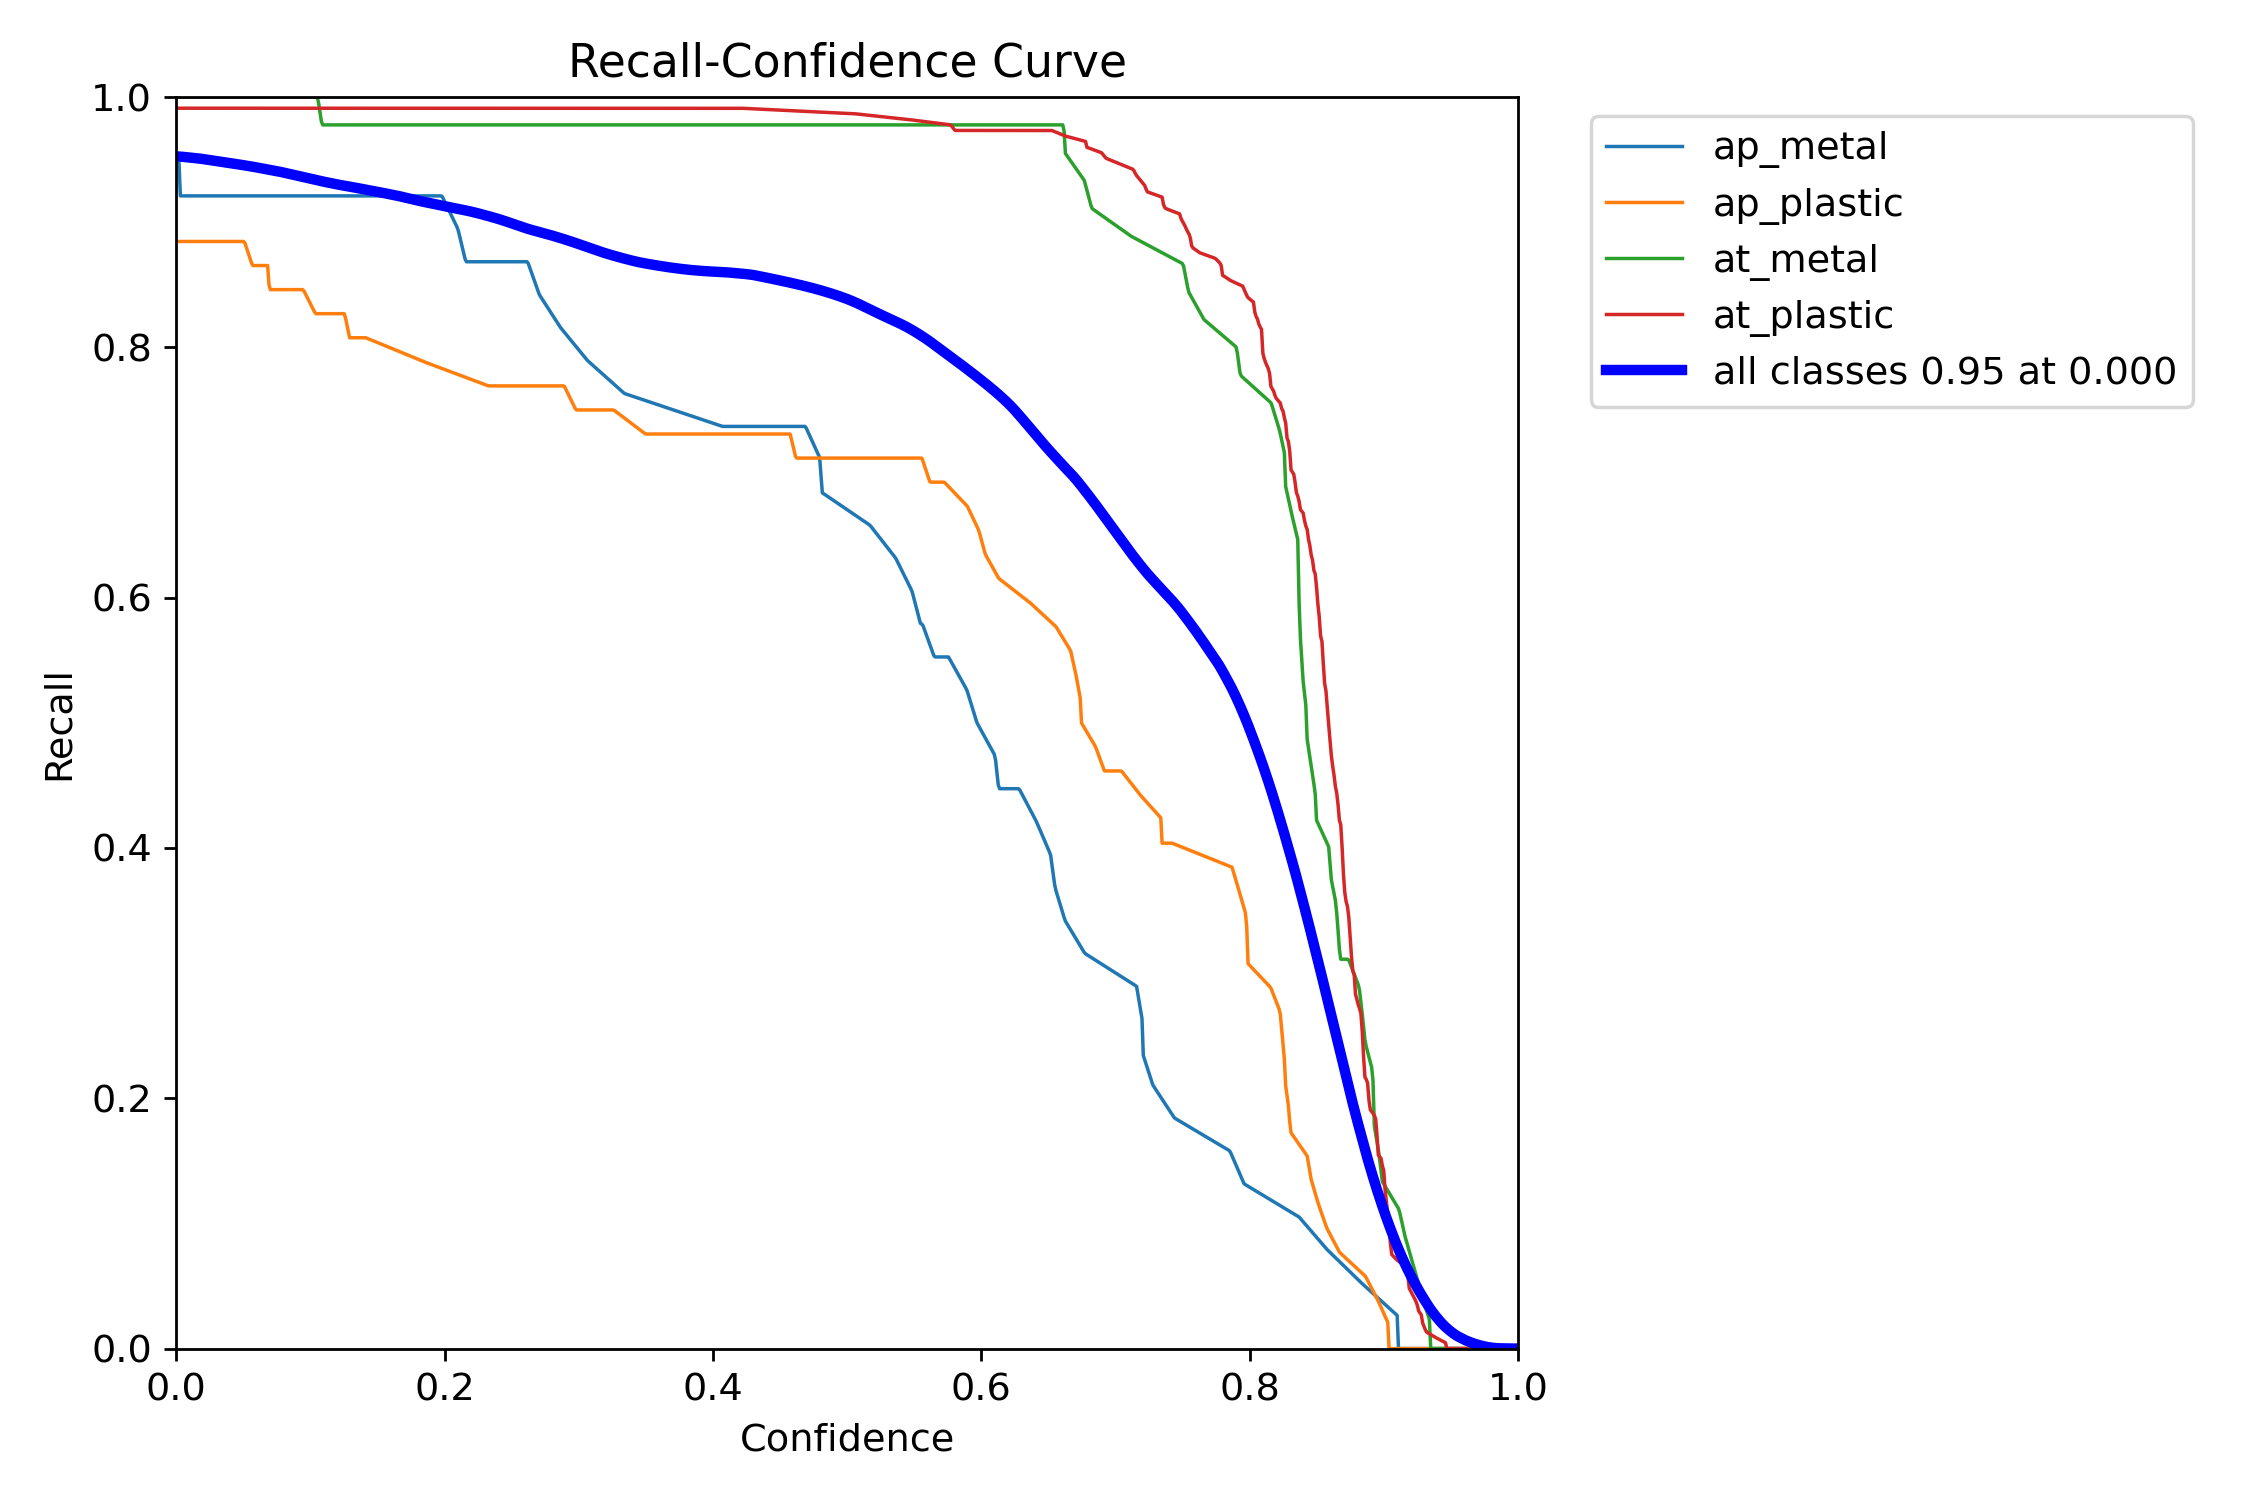 Recall-Confidence Curve
1.0
0.8
0.6
0.4
0.2
0.0
Recall
0.0 0.2 0.4 0.6 0.8 1.0
Confidence
ap_metal
ap_plastic
at_metal
at_plastic
all classes 0.95 at 0.000